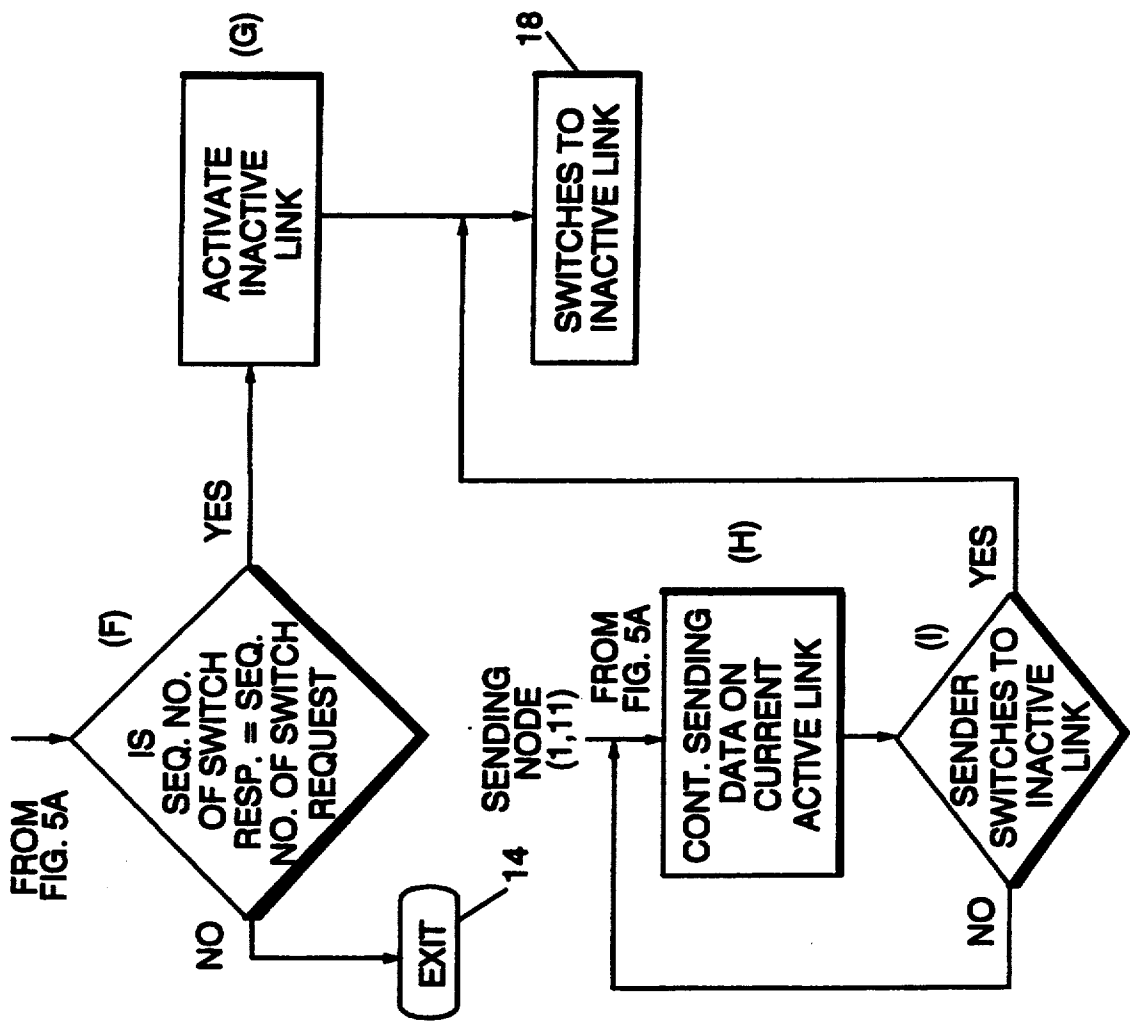 FROM
FIG. 5A
IS
SEQ. NO.
OF SWITCH
RESP. = SEQ.
NO. OF SWITCH
REQUEST
(F)
YES
NO
EXIT
14
ACTIVATE
INACTIVE
LINK
(G)
SWITCHES TO
INACTIVE LINK
18
SENDING
NODE
(1,11)
FROM
FIG. 5A
CONT. SENDING
DATA ON
CURRENT
ACTIVE LINK
(H)
SENDER
SWITCHES TO
INACTIVE
LINK
(I)
YES
NO